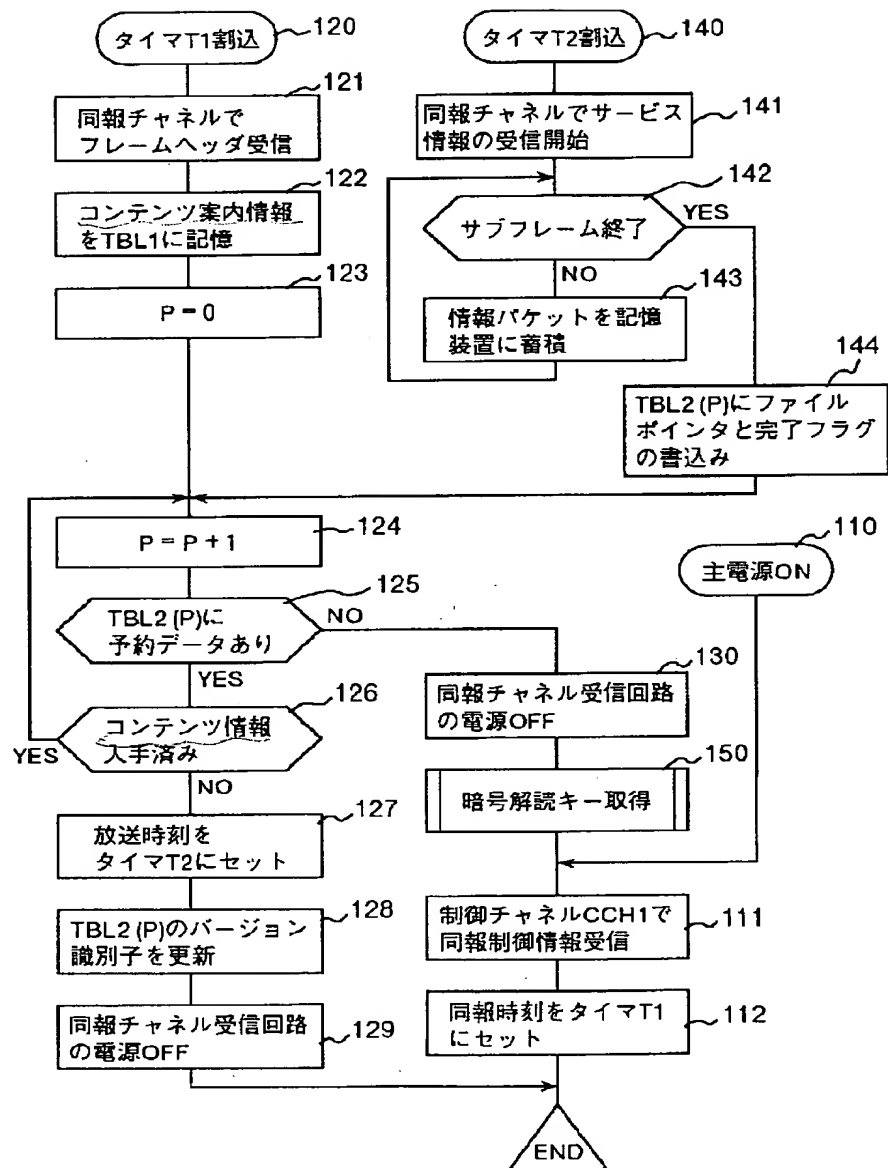 タイマT1割込
120
同報チャネルで
フレームヘッダ受信
121
コンテンツ案内情報
をTBL1に記憶
122
P=0
123
タイマT2割込
140
同報チャネルでサービス
情報の受信開始
141
サブフレーム終了
142
YES
NO
情報パケットを記憶
装置に蓄積
143
TBL2(P)にファイル
ポインタと完了フラグ
の書込み
144
P=P+1
124
TBL2(P)に
予約データあり
125
NO
YES
コンテンツ情報
入手済み
126
YES
NO
放送時刻を
タイマT2にセット
127
TBL2(P)のバージョン
識別子を更新
128
同報チャネル受信回路
の電源OFF
129
主電源ON
110
同報チャネル受信回路
の電源OFF
130
暗号解読キー取得
150
制御チャネルCCH1で
同報制御情報受信
111
同報時刻をタイマT1
にセット
112
END